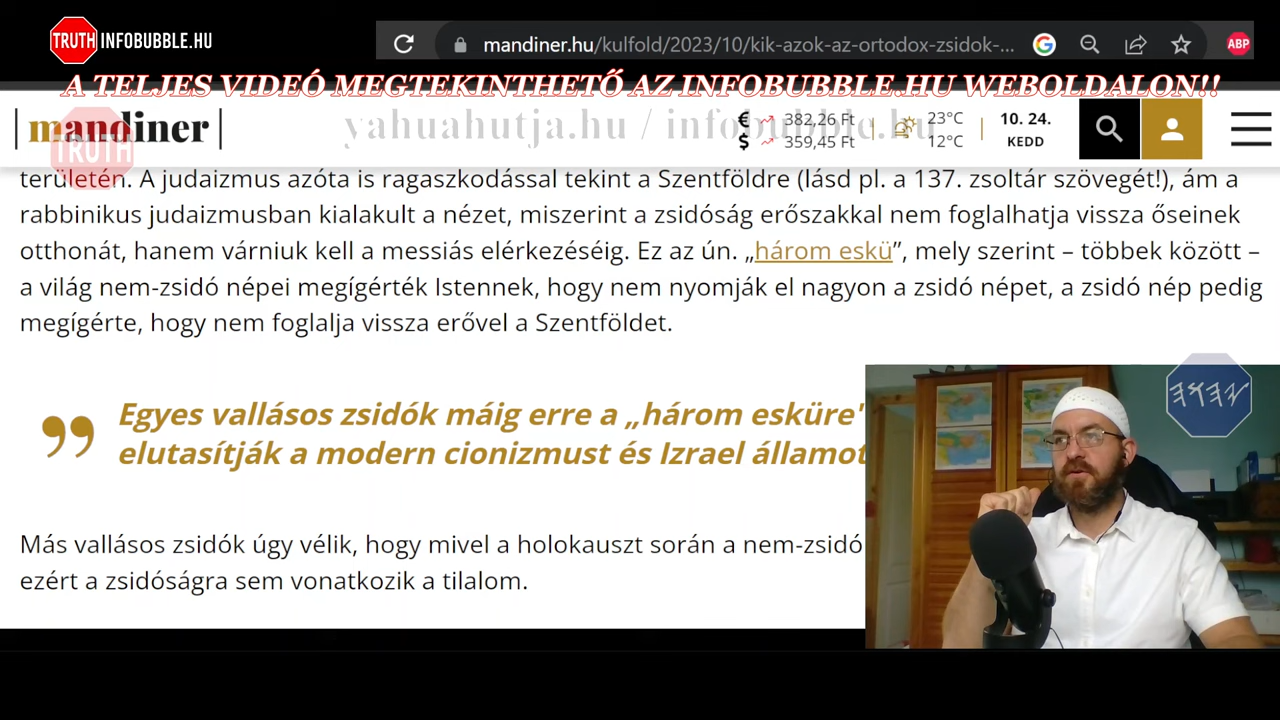 TRUTH INFOBUBBLE.HU
mandiner.hu/kulfold/2023/10/kik-azok-az-ortodox-zsidok-...
G
ABP
A TELJES VIDEÓ MEGTEKINTHETŐ AZ INFOBUBBLE.HU WEBOLDALON!!
| mandiner |
TRUTH
yahuahutja.hu / infobubble.hu
€ 382,26 Ft
$ 359,45 Ft
23°C
12°C
10. 24.
KEDD
területén. A judaizmus azóta is ragaszkodással tekint a Szentföldre (lásd pl. a 137. zsoltár szövegét!), ám a
rabbinikus judaizmusban kialakult a nézet, miszerint a zsidóság erőszakkal nem foglalhatja vissza őseinek
otthonát, hanem várniuk kell a messiás elérkezéséig. Ez az ún. „három eskü”, mely szerint – többek között –
a világ nem-zsidó népei megígérték Istennek, hogy nem nyomják el nagyon a zsidó népet, a zsidó nép pedig
megígérte, hogy nem foglalja vissza erővel a Szentföldet.
” Egyes vallásos zsidók máig erre a „három esküre"
elutasítják a modern cionizmust és Izrael államot
Más vallásos zsidók úgy vélik, hogy mivel a holokauszt során a nem-zsidó
ezért a zsidóságra sem vonatkozik a tilalom.
𐤉𐤄𐤅𐤄